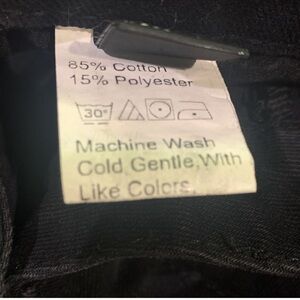 85% Cotton
15% Polyester
30°
Machine Wash
Cold, Gentle, With
Like Colors.